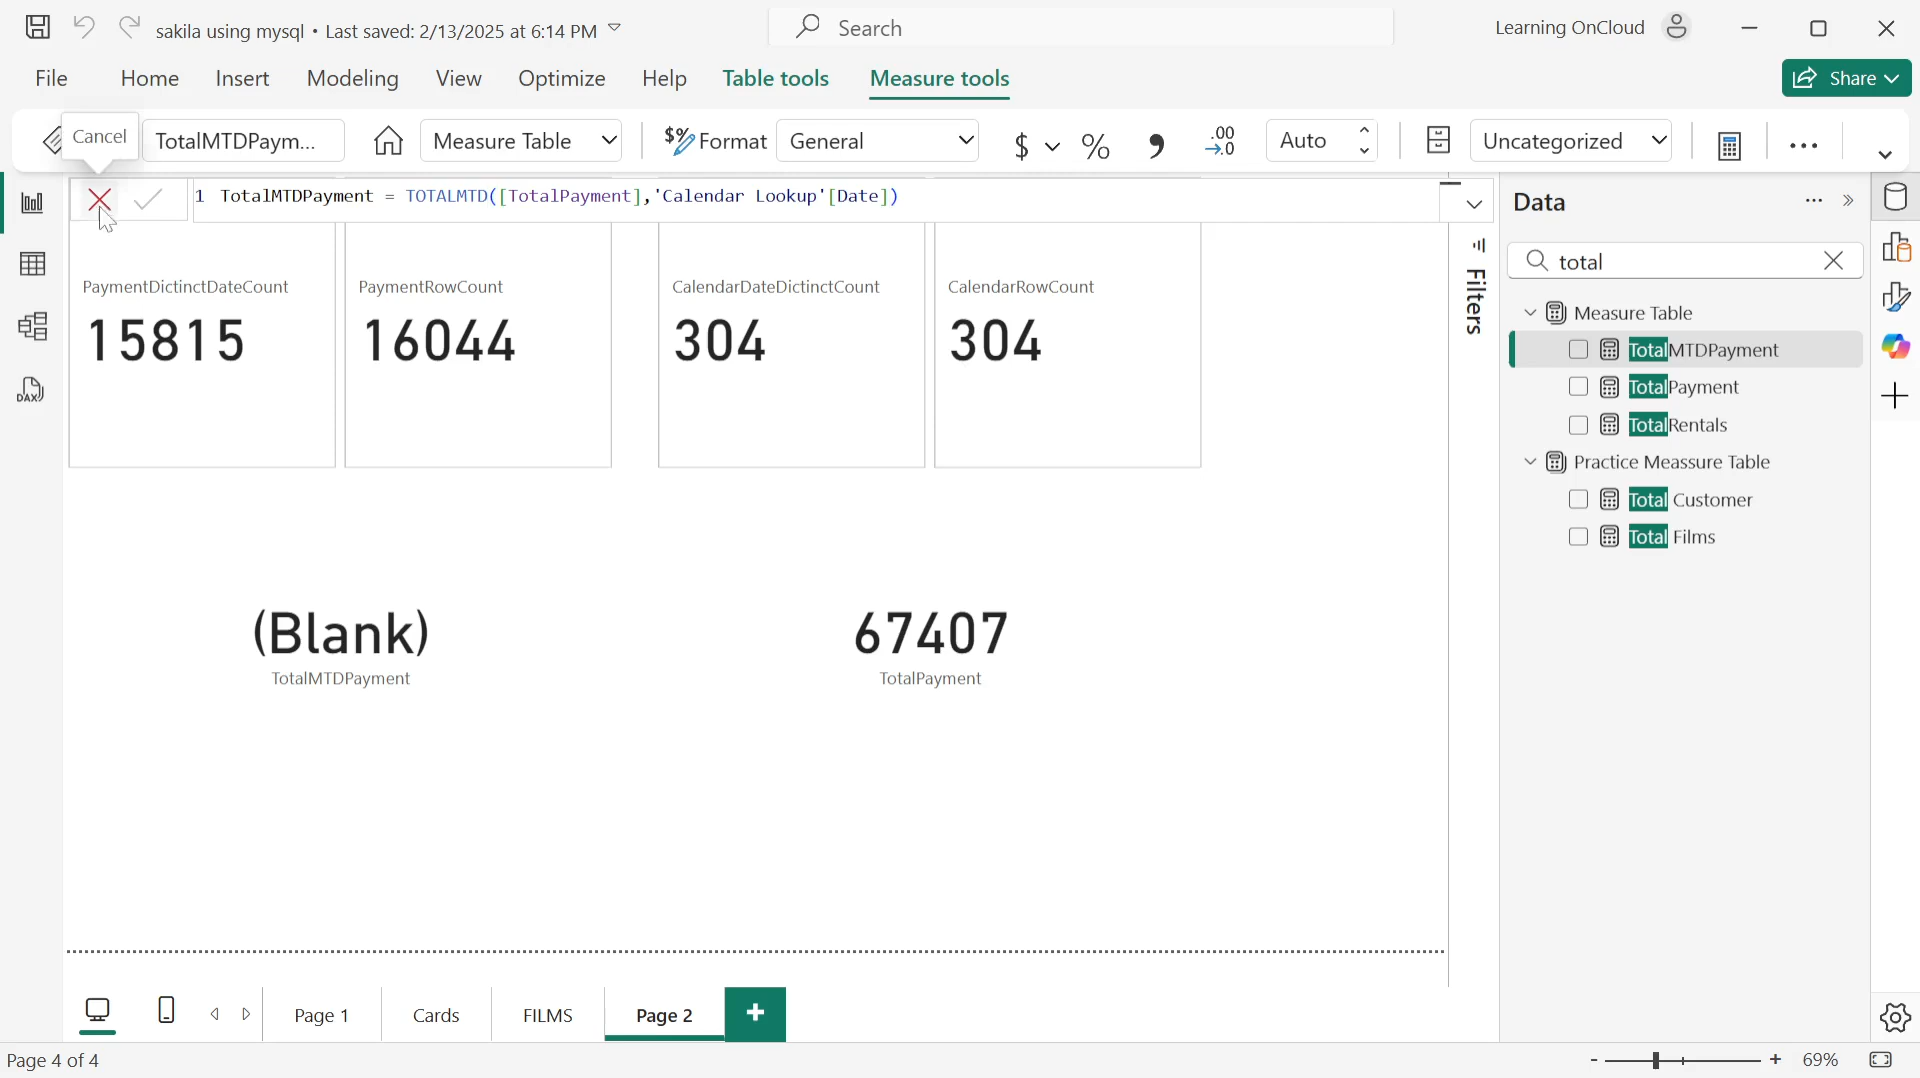 sakila using mysql • Last saved: 2/13/2025 at 6:14 PM
Search
Learning OnCloud
File Home Insert Modeling View Optimize Help Table tools Measure tools
Share
Cancel
TotalMTDPaym...
Measure Table
$% Format
General
$ % , .00 →.0
Auto
Uncategorized
1 TotalMTDPayment = TOTALMTD([TotalPayment],'Calendar Lookup'[Date])
DAX
PaymentDictinctDateCount
15815
PaymentRowCount
16044
CalendarDateDictinctCount
304
CalendarRowCount
304
(Blank)
TotalMTDPayment
67407
TotalPayment
Filters
Data
total
Measure Table
TotalMTDPayment
TotalPayment
TotalRentals
Practice Meassure Table
Total Customer
Total Films
Page 1 Cards FILMS Page 2 +
Page 4 of 4
- + 69%